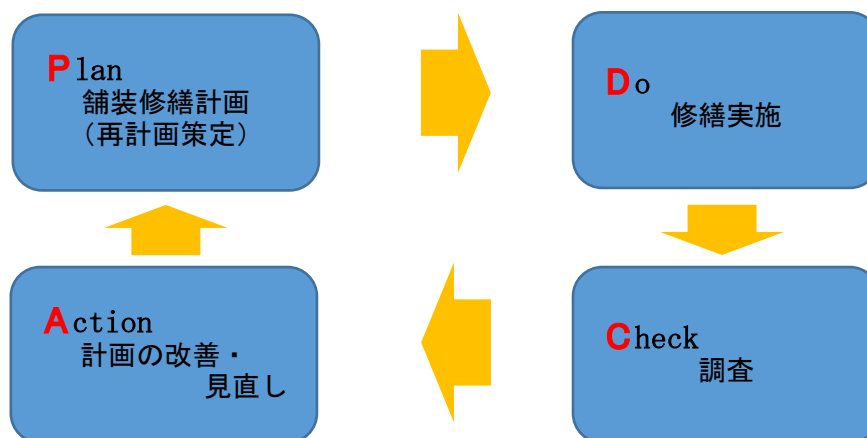 Plan
舗装修繕計画
（再計画策定）
Do
修繕実施
Action
計画の改善・
見直し
Check
調査